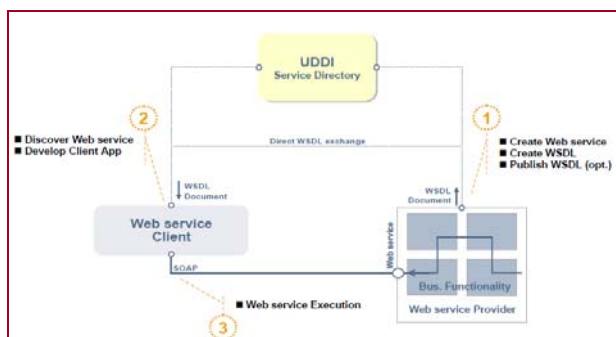 UDDI
Service Directory
2
1
■ Discover Web service
■ Develop Client App
Direct WSDL exchange
■ Create Web service
■ Create WSDL
■ Publish WSDL (opt.)
WSDL
Document
WSDL
Document
Web service
Client
Web service
SOAP
Bus. Functionality
■ Web service Execution
Web service Provider
3